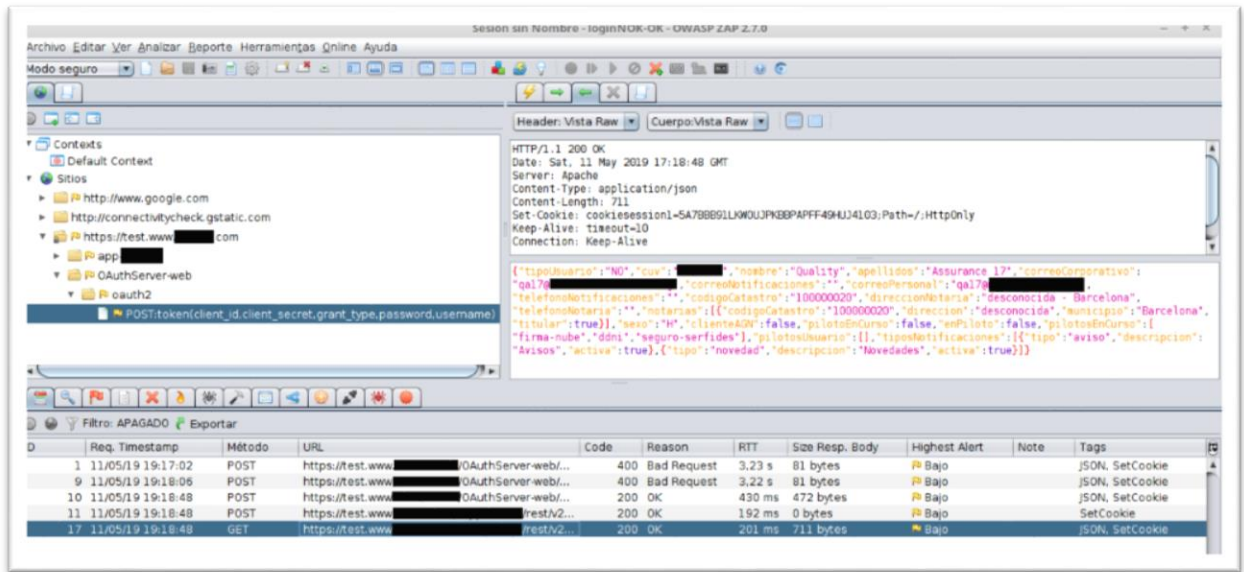 Sesión sin Nombre - loginNOK-OK - OWASP ZAP 2.7.0
Archivo Editar Ver Analizar Reporte Herramientas Online Ayuda
Modo seguro
Header: Vista Raw Cuerpo:Vista Raw
Contexts
Default Context
Sitios
http://www.google.com
http://connectivitycheck.gstatic.com
https://test.www. .com
app-
OAuthServer-web
oauth2
POST:token(client_id,client_secret,grant_type,password,username)
HTTP/1.1 200 OK
Date: Sat, 11 May 2019 17:18:48 GMT
Server: Apache
Content-Type: application/json
Content-Length: 711
Set-Cookie: ;Path=/;HttpOnly
Keep-Alive: timeout=10
Connection: Keep-Alive
{"tipoUsuario":"NO","cuv":" ","nombre":"Quality","apellidos":"Assurance 17","correoCorporativo":
"qa17@ ,"correoNotificaciones":"","correoPersonal":"qa17@ ,
"telefonoNotificaciones":"","codigoCatastro":"100000020","direccionNotaria":"desconocida - Barcelona",
"telefonoNotaria":"","notarias":[{"codigoCatastro":"100000020","direccion":"desconocida","municipio":"Barcelona",
"titular":true}],"sexo":"H","clienteAGN":false,"pilotoEnCurso":false,"enPiloto":false,"pilotosEnCurso":[
"firma-nube","ddni","seguro-serfides"],"pilotosUsuario":[],"tiposNotificaciones":[{"tipo":"aviso","descripcion":
"Avisos","activa":true},{"tipo":"novedad","descripcion":"Novedades","activa":true}]}
Filtro: APAGADO Exportar
Req. Timestamp Método URL Code Reason RTT Size Resp. Body Highest Alert Note Tags
1 11/05/19 19:17:02 POST https://test.www /OAuthServer-web/... 400 Bad Request 3,23 s 81 bytes Bajo JSON, SetCookie
9 11/05/19 19:18:06 POST https://test.www /OAuthServer-web/... 400 Bad Request 3,22 s 81 bytes Bajo JSON, SetCookie
10 11/05/19 19:18:48 POST https://test.www OAuthServer-web/... 200 OK 430 ms 472 bytes Bajo JSON, SetCookie
11 11/05/19 19:18:48 POST https://test.www /rest/v2... 200 OK 192 ms 0 bytes Bajo SetCookie
17 11/05/19 19:18:48 GET https://test.www /rest/v2... 200 OK 201 ms 711 bytes Bajo JSON, SetCookie